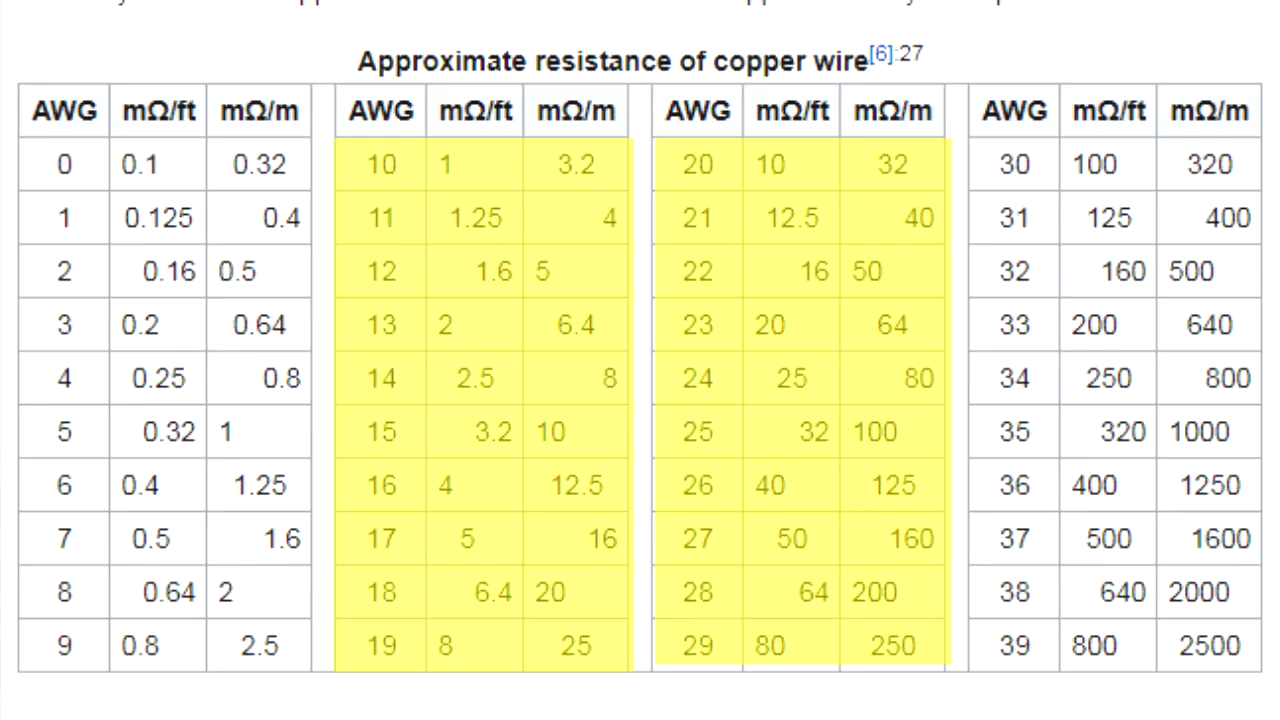 Approximate resistance of copper wire[6]:27
AWG mΩ/ft mΩ/m AWG mΩ/ft mΩ/m AWG mΩ/ft mΩ/m AWG mΩ/ft mΩ/m
0 0.1 0.32 10 1 3.2 20 10 32 30 100 320
1 0.125 0.4 11 1.25 4 21 12.5 40 31 125 400
2 0.16 0.5 12 1.6 5 22 16 50 32 160 500
3 0.2 0.64 13 2 6.4 23 20 64 33 200 640
4 0.25 0.8 14 2.5 8 24 25 80 34 250 800
5 0.32 1 15 3.2 10 25 32 100 35 320 1000
6 0.4 1.25 16 4 12.5 26 40 125 36 400 1250
7 0.5 1.6 17 5 16 27 50 160 37 500 1600
8 0.64 2 18 6.4 20 28 64 200 38 640 2000
9 0.8 2.5 19 8 25 29 80 250 39 800 2500